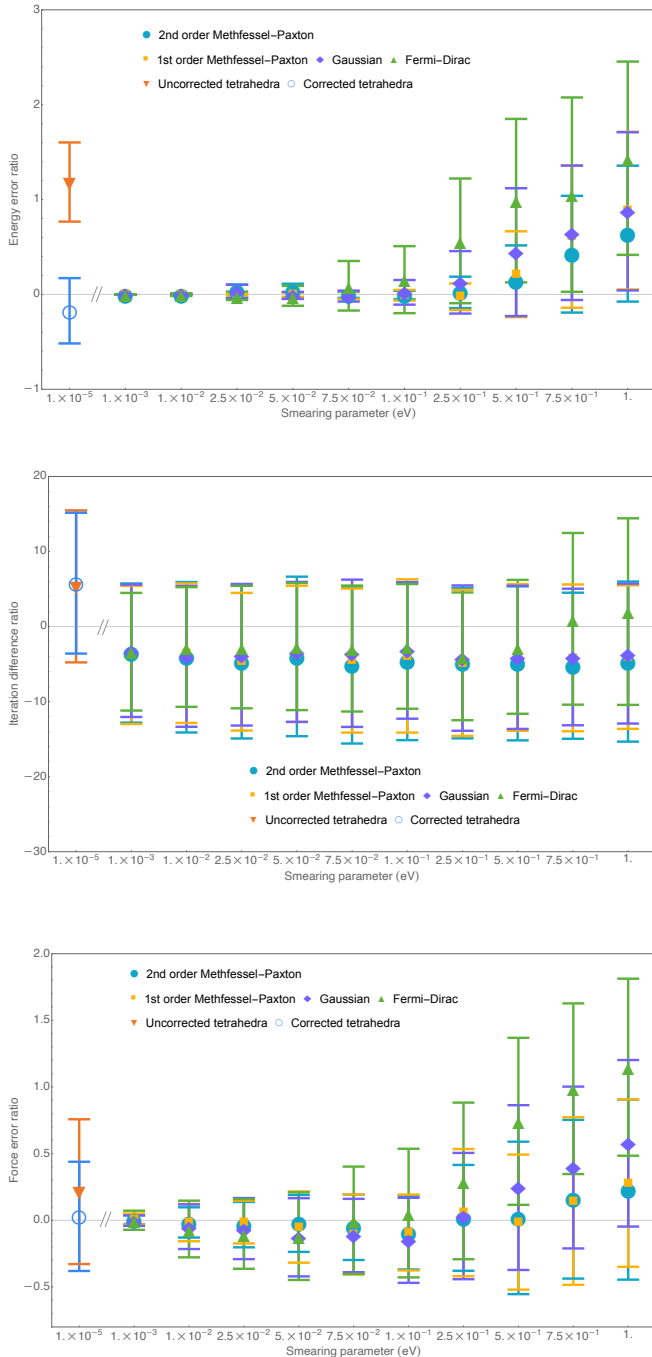 3
2nd order Methfessel–Paxton
1st order Methfessel–Paxton Gaussian Fermi–Dirac
Uncorrected tetrahedra Corrected tetrahedra
2
1
0
−1
Energy error ratio
//
1.×10⁻⁵ 1.×10⁻³ 1.×10⁻² 2.5×10⁻² 5.×10⁻² 7.5×10⁻² 1.×10⁻¹ 2.5×10⁻¹ 5.×10⁻¹ 7.5×10⁻¹ 1.
Smearing parameter (eV)
20
10
0
−10
−20
−30
Iteration difference ratio
//
2nd order Methfessel–Paxton
1st order Methfessel–Paxton Gaussian Fermi–Dirac
Uncorrected tetrahedra Corrected tetrahedra
1.×10⁻⁵ 1.×10⁻³ 1.×10⁻² 2.5×10⁻² 5.×10⁻² 7.5×10⁻² 1.×10⁻¹ 2.5×10⁻¹ 5.×10⁻¹ 7.5×10⁻¹ 1.
Smearing parameter (eV)
2.0
2nd order Methfessel–Paxton
1st order Methfessel–Paxton Gaussian Fermi–Dirac
Uncorrected tetrahedra Corrected tetrahedra
1.5
1.0
0.5
0.0
−0.5
Force error ratio
//
1.×10⁻⁵ 1.×10⁻³ 1.×10⁻² 2.5×10⁻² 5.×10⁻² 7.5×10⁻² 1.×10⁻¹ 2.5×10⁻¹ 5.×10⁻¹ 7.5×10⁻¹ 1.
Smearing parameter (eV)